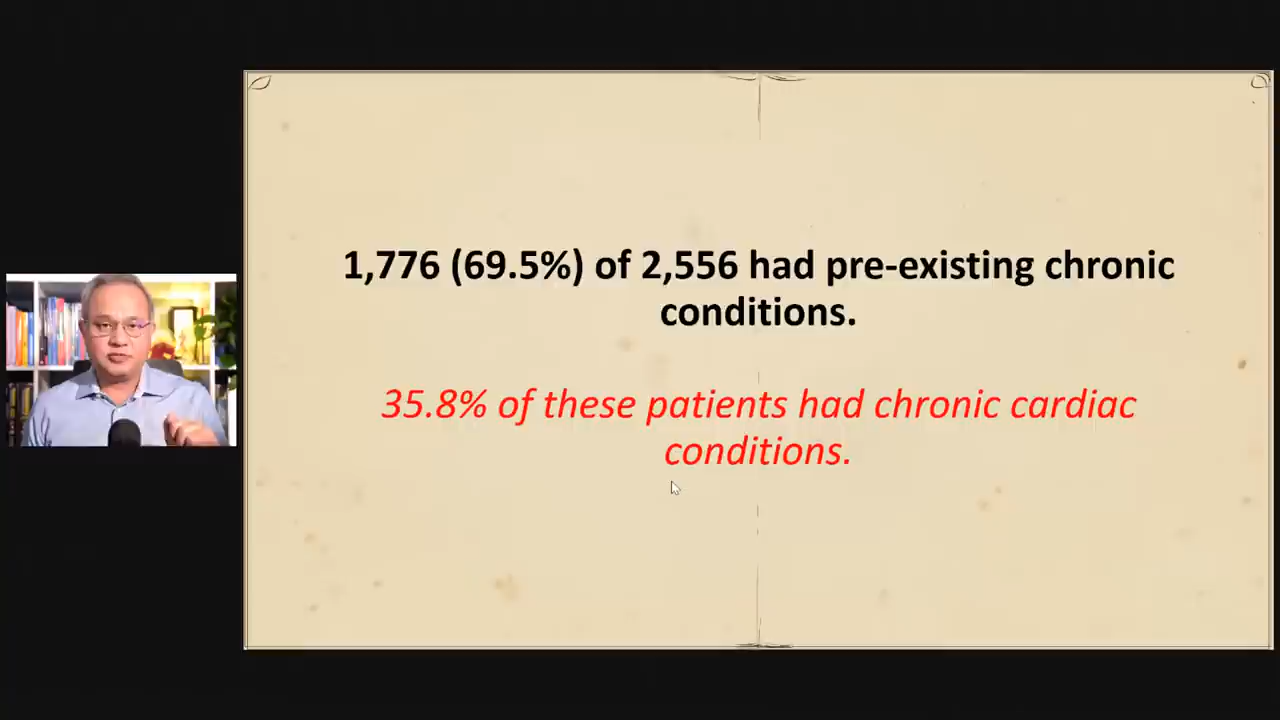 1,776 (69.5%) of 2,556 had pre-existing chronic
conditions.
35.8% of these patients had chronic cardiac
conditions.